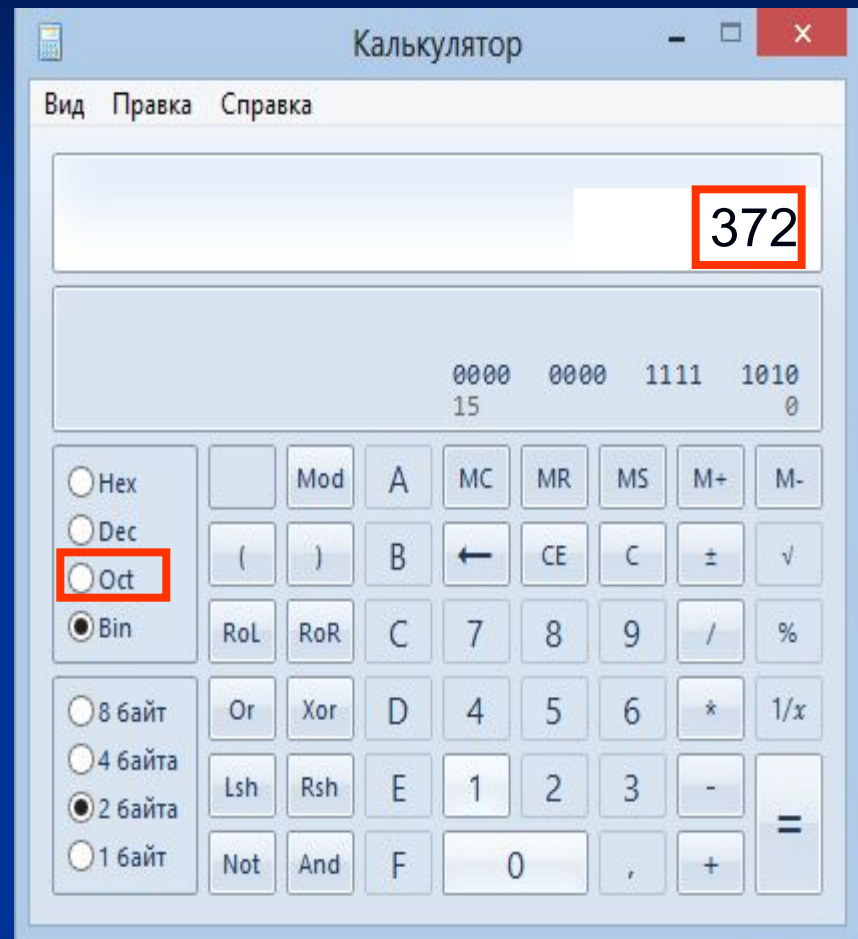 Калькулятор
Вид Правка Справка
372
0000 0000 1111 1010
15 0
Hex Mod A MC MR MS M+ M-
Dec
( ) B ← CE C ± √
Oct
Bin RoL RoR C 7 8 9 / %
8 байт Or Xor D 4 5 6 * 1/x
4 байта
Lsh Rsh E 1 2 3 - =
2 байта
1 байт Not And F 0 , +